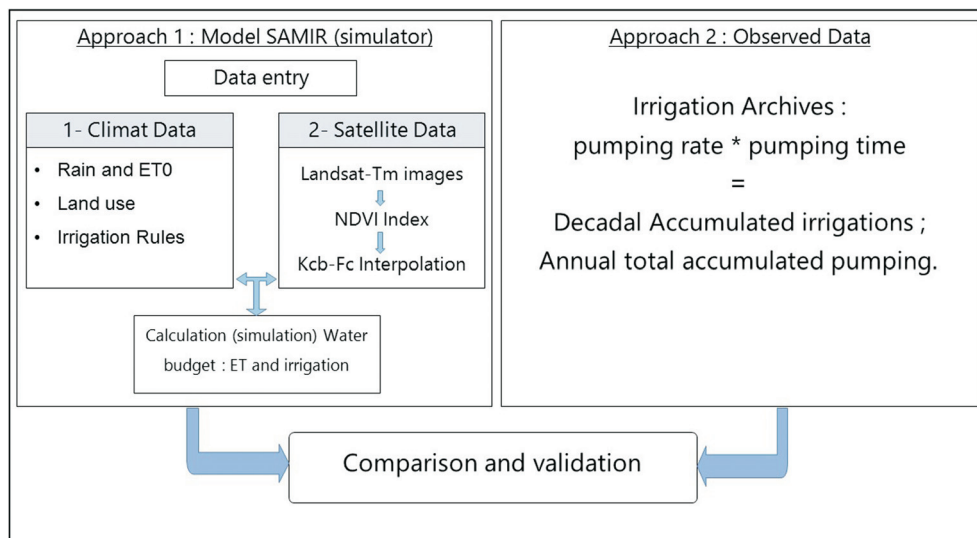 Approach 1 : Model SAMIR (simulator)
Data entry
1- Climat Data
• Rain and ET0
• Land use
• Irrigation Rules
2- Satellite Data
Landsat-Tm images
NDVI Index
Kcb-Fc Interpolation
Calculation (simulation) Water
budget : ET and irrigation
Approach 2 : Observed Data
Irrigation Archives :
pumping rate * pumping time
=
Decadal Accumulated irrigations ;
Annual total accumulated pumping.
Comparison and validation